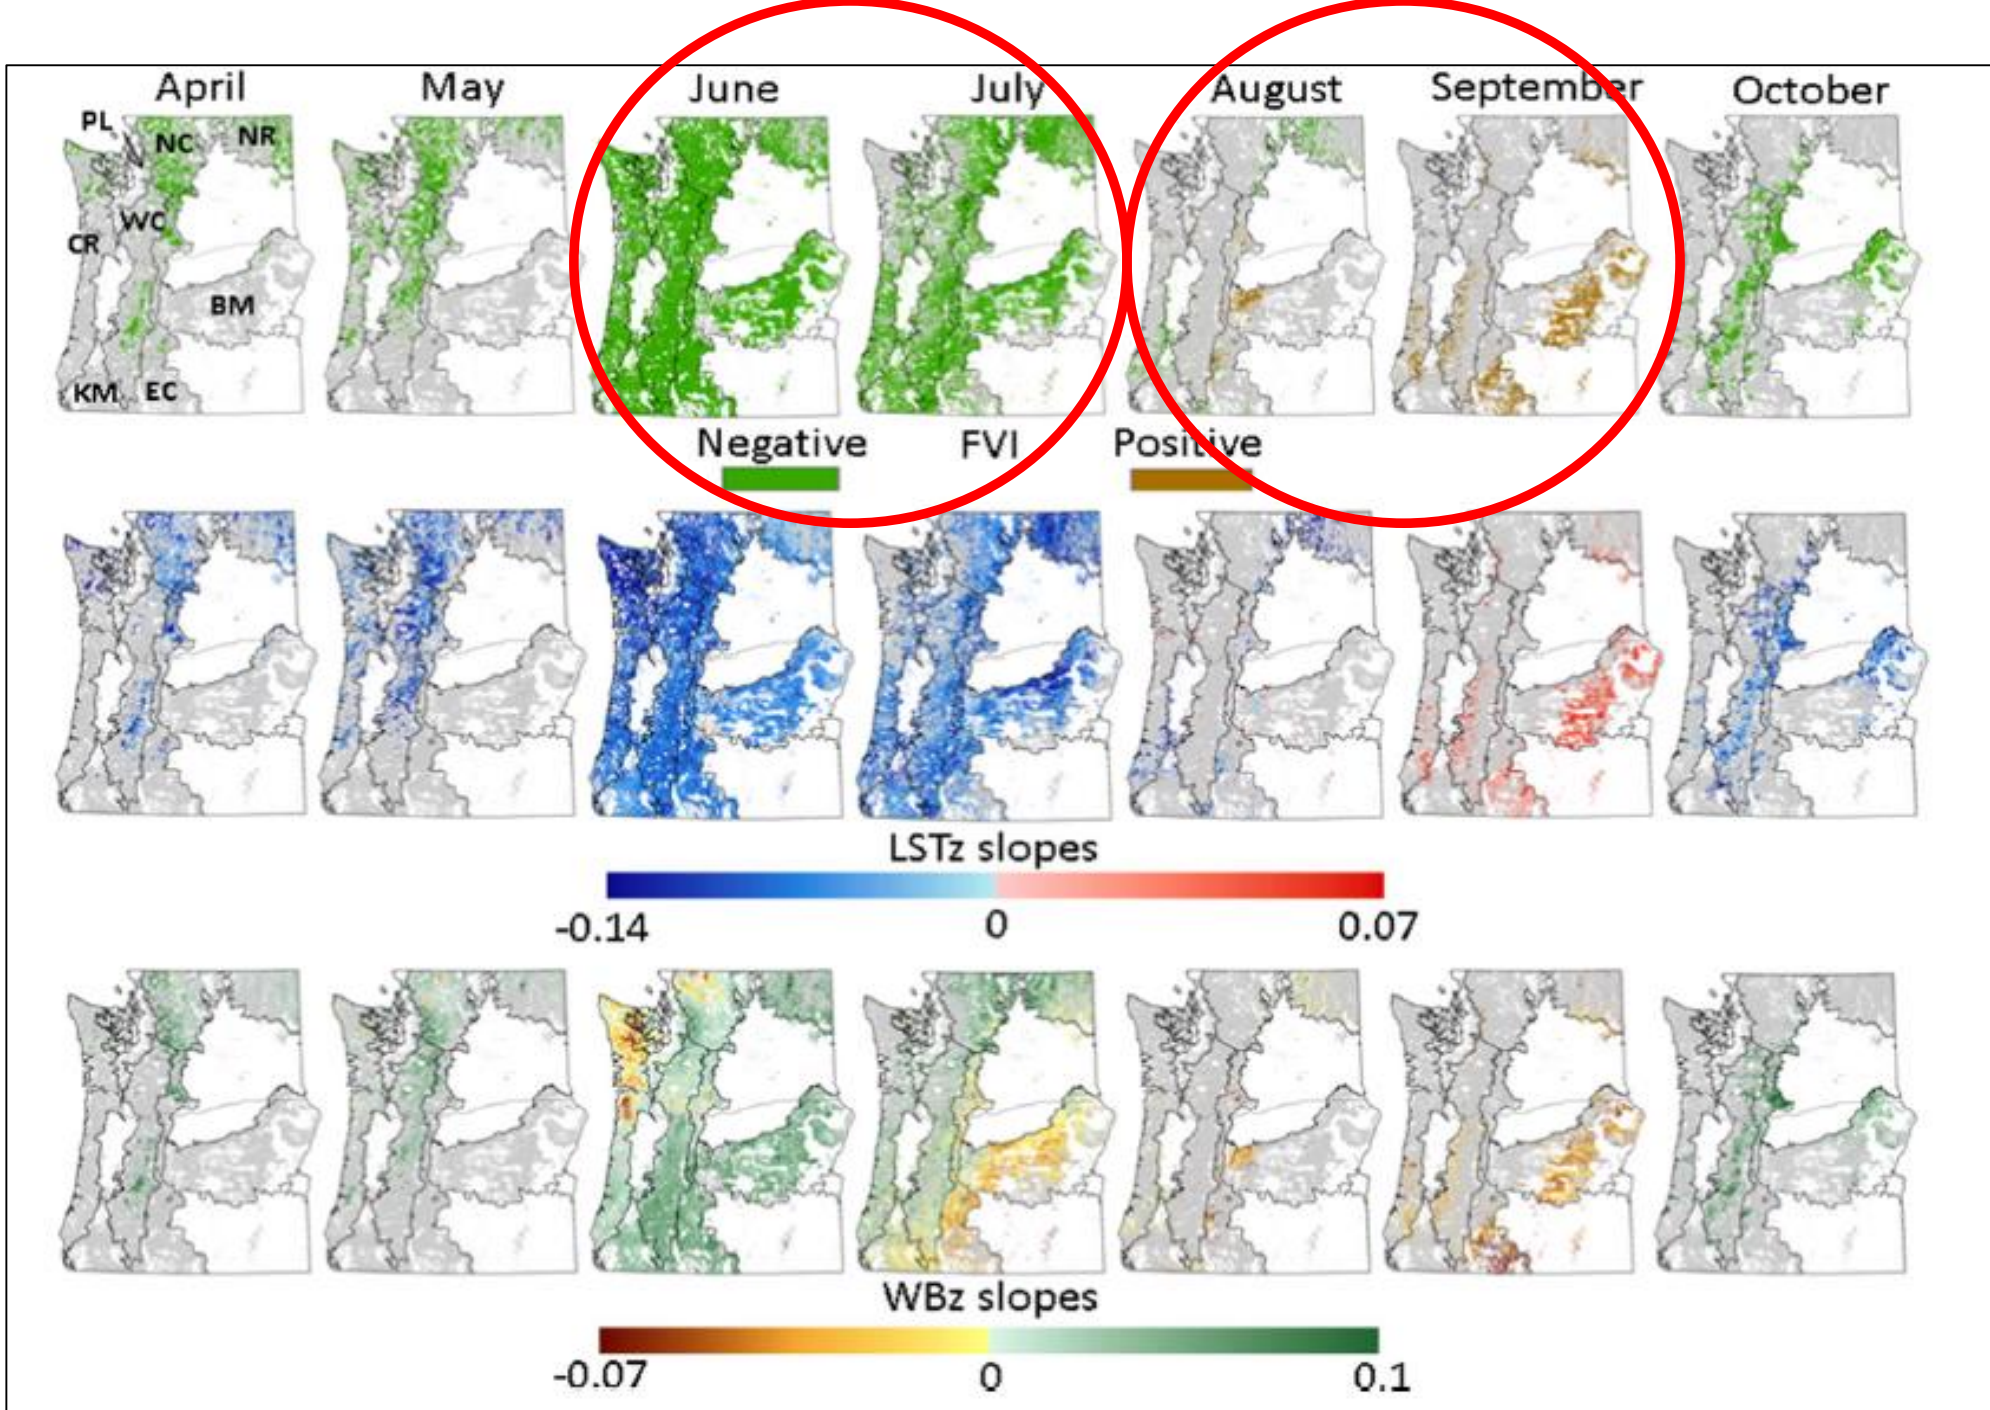 April May June July August September October
PL NC NR
WC
CR
BM
KM EC
Negative FVI Positive
LSTz slopes
-0.14 0 0.07
WBz slopes
-0.07 0 0.1